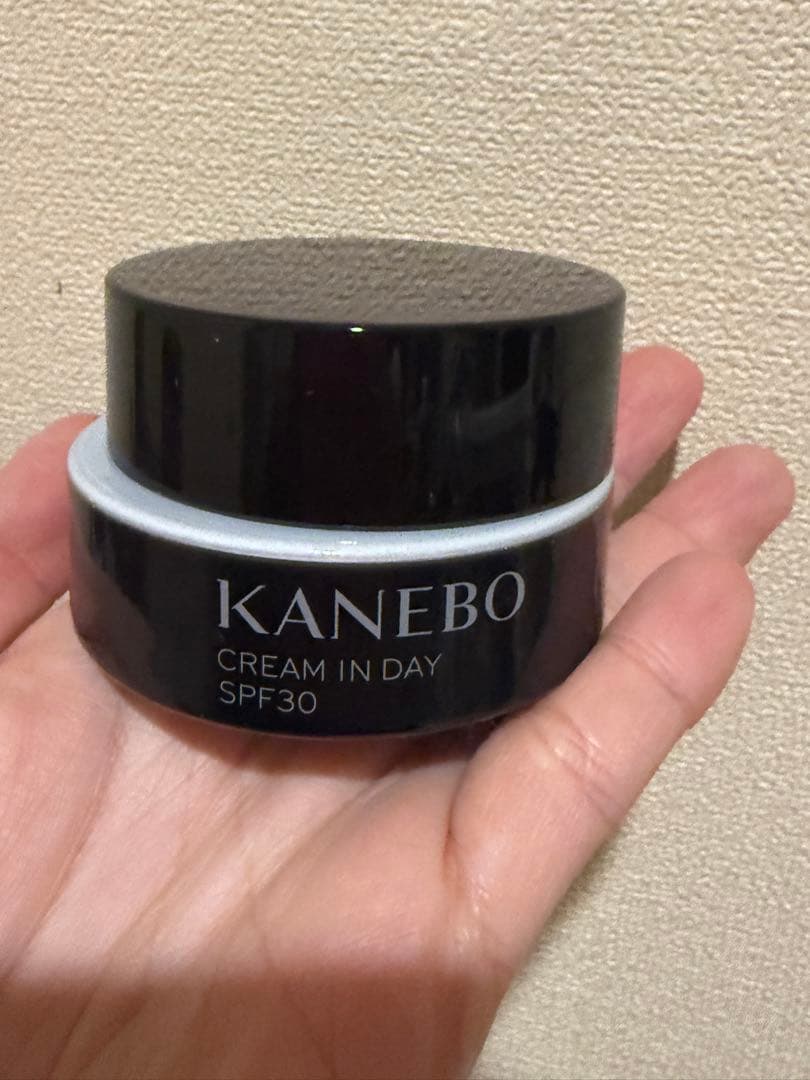 KANEBO
CREAM IN DAY
SPF30